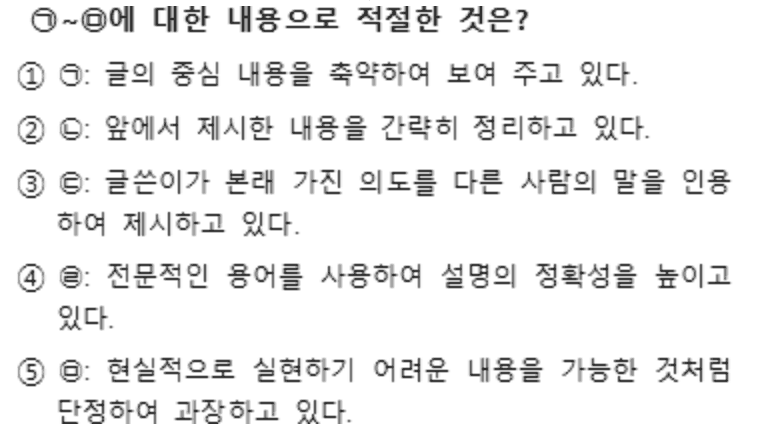 ㉠~㉤에 대한 내용으로 적절한 것은?
① ㉠: 글의 중심 내용을 축약하여 보여 주고 있다.
② ㉡: 앞에서 제시한 내용을 간략히 정리하고 있다.
③ ㉢: 글쓴이가 본래 가진 의도를 다른 사람의 말을 인용
하여 제시하고 있다.
④ ㉣: 전문적인 용어를 사용하여 설명의 정확성을 높이고
있다.
⑤ ㉤: 현실적으로 실현하기 어려운 내용을 가능한 것처럼
단정하여 과장하고 있다.